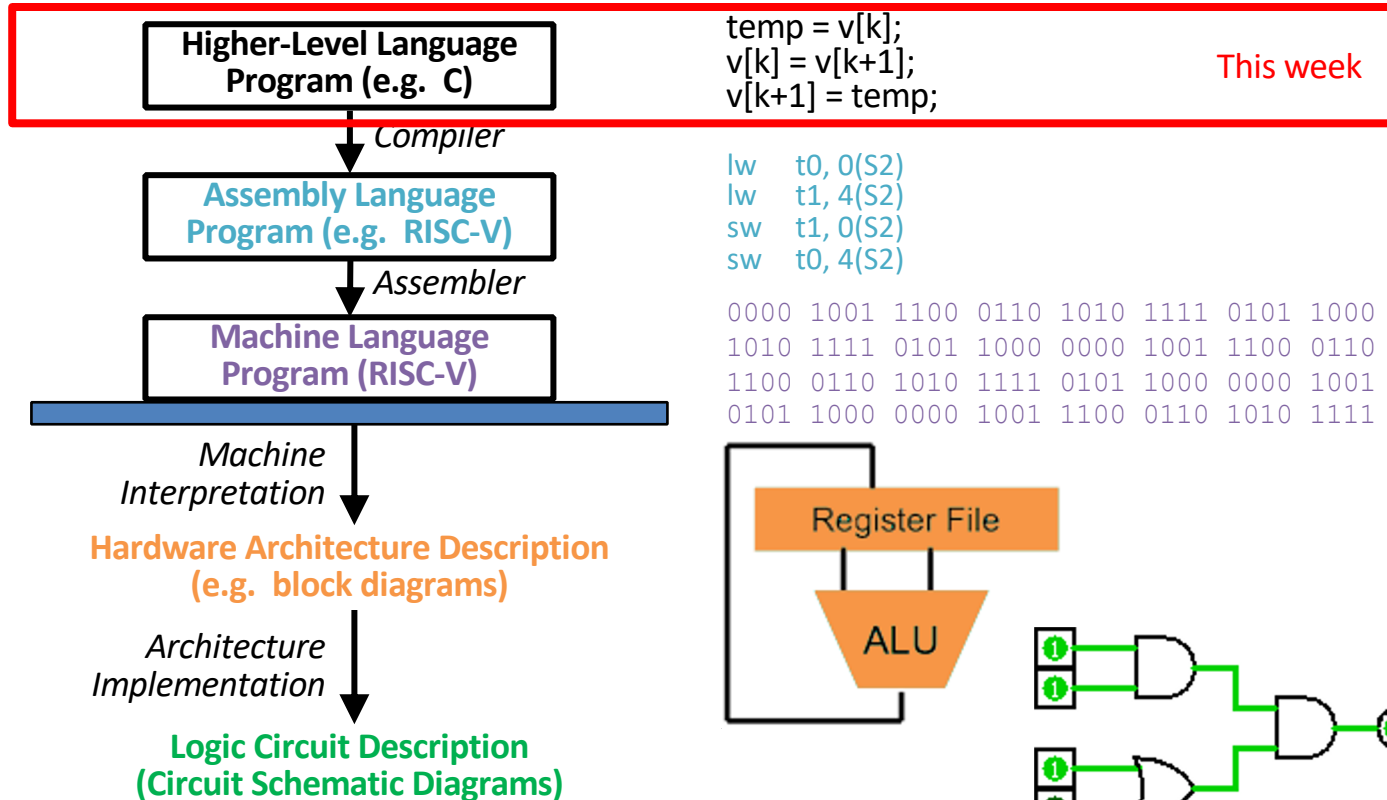 Higher-Level Language
Program (e.g. C)
temp = v[k];
v[k] = v[k+1];
v[k+1] = temp;
This week
Compiler
Assembly Language
Program (e.g. RISC-V)
lw t0, 0(S2)
lw t1, 4(S2)
sw t1, 0(S2)
sw t0, 4(S2)
Assembler
Machine Language
Program (RISC-V)
0000 1001 1100 0110 1010 1111 0101 1000
1010 1111 0101 1000 0000 1001 1100 0110
1100 0110 1010 1111 0101 1000 0000 1001
0101 1000 0000 1001 1100 0110 1010 1111
Machine
Interpretation
Hardware Architecture Description
(e.g. block diagrams)
Register File
ALU
Architecture
Implementation
Logic Circuit Description
(Circuit Schematic Diagrams)
1
1
1